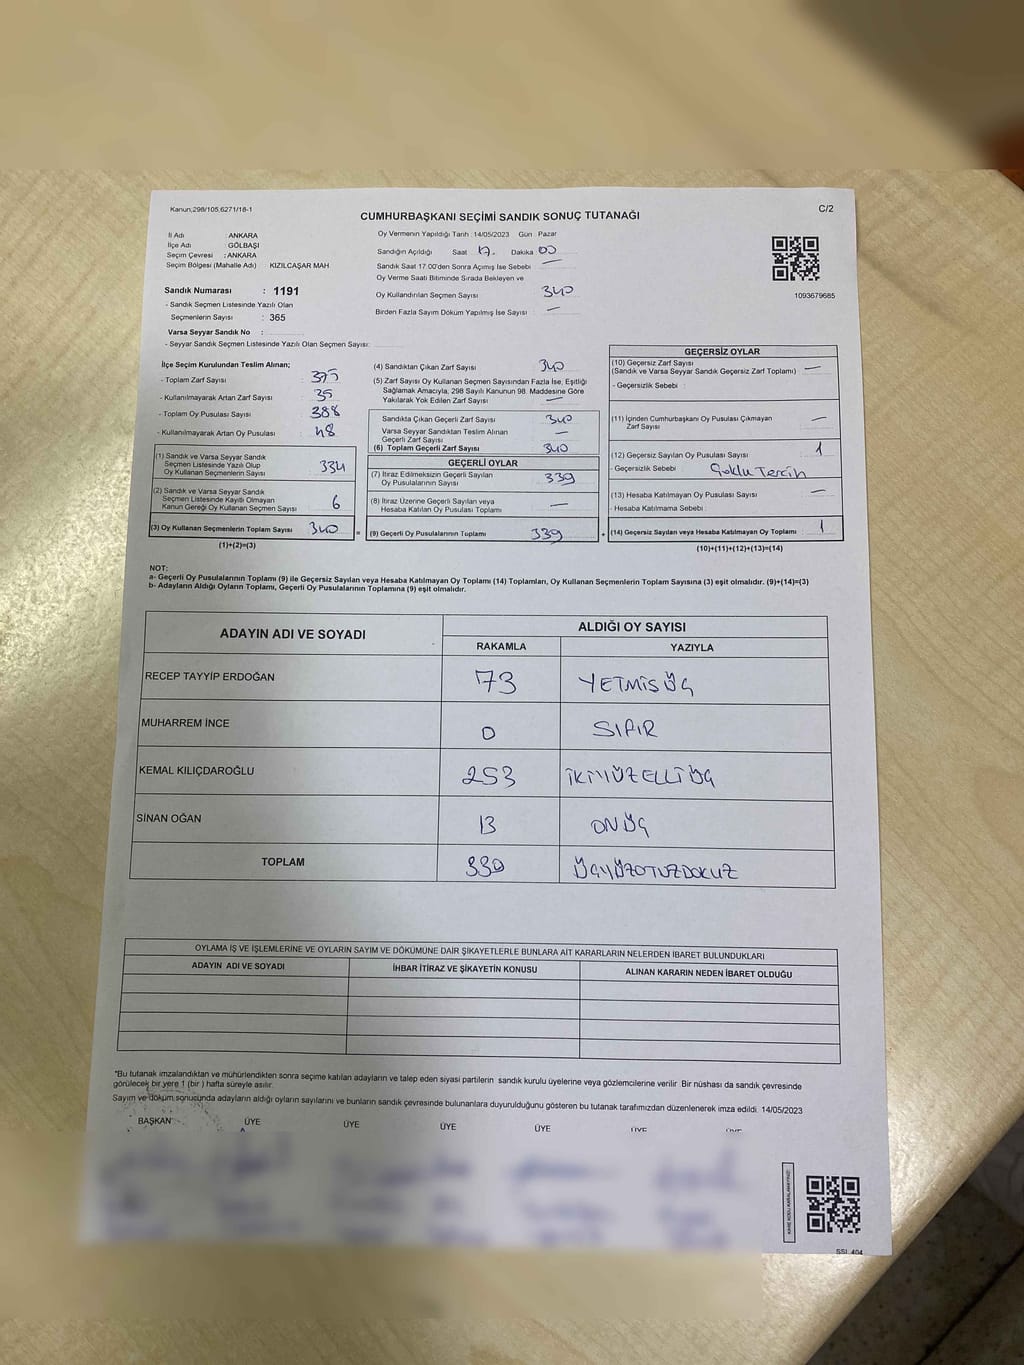 Kanun;298/105,6271/18-1
C/2
CUMHURBAŞKANI SEÇİMİ SANDIK SONUÇ TUTANAĞI
İl Adı : ANKARA
İlçe Adı : GÖLBAŞI
Seçim Çevresi : ANKARA
Seçim Bölgesi (Mahalle Adı) KIZILCAŞAR MAH
Sandık Numarası : 1191
- Sandık Seçmen Listesinde Yazılı Olan
Seçmenlerin Sayısı : 365
Varsa Seyyar Sandık No :
- Seyyar Sandık Seçmen Listesinde Yazılı Olan Seçmen Sayısı:
Oy Vermenin Yapıldığı Tarih :14/05/2023 Gün : Pazar
Sandığın Açıldığı Saat 17. Dakika 00
Sandık Saat 17.00'den Sonra Açımış İse Sebebi —
Oy Verme Saati Bitiminde Sırada Bekleyen ve
Oy Kullandırılan Seçmen Sayısı 340
Birden Fazla Sayım Döküm Yapılmış İse Sayısı —
1093679685
İlçe Seçim Kurulundan Teslim Alınan;
- Toplam Zarf Sayısı : 375
- Kullanılmayarak Artan Zarf Sayısı : 35
- Toplam Oy Pusulası Sayısı : 388
- Kullanılmayarak Artan Oy Pusulası : 48
(1) Sandık ve Varsa Seyyar Sandık
Seçmen Listesinde Yazılı Olup
Oy Kullanan Seçmenlerin Sayısı 334
(2) Sandık ve Varsa Seyyar Sandık
Seçmen Listesinde Kayıtlı Olmayan
Kanun Gereği Oy Kullanan Seçmen Sayısı 6
(3) Oy Kullanan Seçmenlerin Toplam Sayısı 340
(1)+(2)=(3)
(4) Sandıktan Çıkan Zarf Sayısı 340
(5) Zarf Sayısı Oy Kullanan Seçmen Sayısından Fazla İse, Eşitliği
Sağlamak Amacıyla, 298 Sayılı Kanunun 98. Maddesine Göre
Yakılarak Yok Edilen Zarf Sayısı —
Sandıkta Çıkan Geçerli Zarf Sayısı 340
Varsa Seyyar Sandıktan Teslim Alınan
Geçerli Zarf Sayısı —
(6) Toplam Geçerli Zarf Sayısı 340
GEÇERLİ OYLAR
(7) İtiraz Edilmeksizin Geçerli Sayılan
Oy Pusulasının Sayısı 339
(8) İtiraz Üzerine Geçerli Sayılan veya
Hesaba Katılan Oy Pusulası Toplamı —
= (9) Geçerli Oy Pusulalarının Toplamı 339 +
GEÇERSİZ OYLAR
(10) Geçersiz Zarf Sayısı
(Sandık ve Varsa Seyyar Sandık Geçersiz Zarf Toplamı) —
- Geçersizlik Sebebi :
(11) İçinden Cumhurbaşkanı Oy Pusulası Çıkmayan
Zarf Sayısı —
(12) Geçersiz Sayılan Oy Pusulası Sayısı 1
- Geçersizlik Sebebi : Çoklu Tercih
(13) Hesaba Katılmayan Oy Pusulası Sayısı —
- Hesaba Katılmama Sebebi :
(14) Geçersiz Sayılan veya Hesaba Katılmayan Oy Toplamı : 1
(10)+(11)+(12)+(13)=(14)
NOT:
a- Geçerli Oy Pusulalarının Toplamı (9) ile Geçersiz Sayılan veya Hesaba Katılmayan Oy Toplamı (14) Toplamları, Oy Kullanan Seçmenlerin Toplam Sayısına (3) eşit olmalıdır. (9)+(14)=(3)
b- Adayların Aldığı Oyların Toplamı, Geçerli Oy Pusulalarının Toplamına (9) eşit olmalıdır.
ADAYIN ADI VE SOYADI ALDIĞI OY SAYISI
RAKAMLA YAZIYLA
RECEP TAYYİP ERDOĞAN 73 YETMİŞÜÇ
MUHARREM İNCE 0 SIFIR
KEMAL KILIÇDAROĞLU 253 İKİYÜZELLİÜÇ
SİNAN OĞAN 13 ONÜÇ
TOPLAM 339 ÜÇYÜZOTUZDOKUZ
OYLAMA İŞ VE İŞLEMLERİNE VE OYLARIN SAYIM VE DÖKÜMÜNE DAİR ŞİKAYETLERLE BUNLARA AİT KARARLARIN NELERDEN İBARET BULUNDUKLARI
ADAYIN ADI VE SOYADI İHBAR İTİRAZ VE ŞİKAYETİN KONUSU ALINAN KARARIN NEDEN İBARET OLDUĞU
*Bu tutanak imzalandıktan ve mühürlendikten sonra seçime katılan adayların ve talep eden siyasi partilerin sandık kurulu üyelerine veya gözlemcilerine verilir. Bir nüshası da sandık çevresinde
görülecek bir yere 1 (bir ) hafta süreyle asılır.
Sayım ve döküm sonucunda adayların aldığı oyların sayılarını ve bunların sandık çevresinde bulunanlara duyurulduğunu gösteren bu tutanak tarafımızdan düzenlenerek imza edildi. 14/05/2023
BAŞKAN ÜYE ÜYE ÜYE ÜYE ÜYE ÜYE